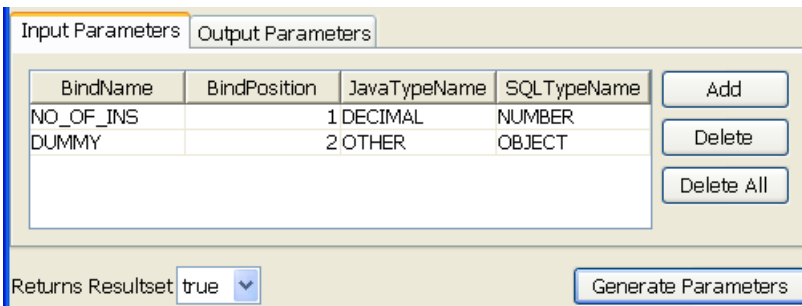 Input Parameters Output Parameters
BindName BindPosition JavaTypeName SQLTypeName
NO_OF_INS 1 DECIMAL NUMBER
DUMMY 2 OTHER OBJECT
Add
Delete
Delete All
Returns Resultset true Generate Parameters